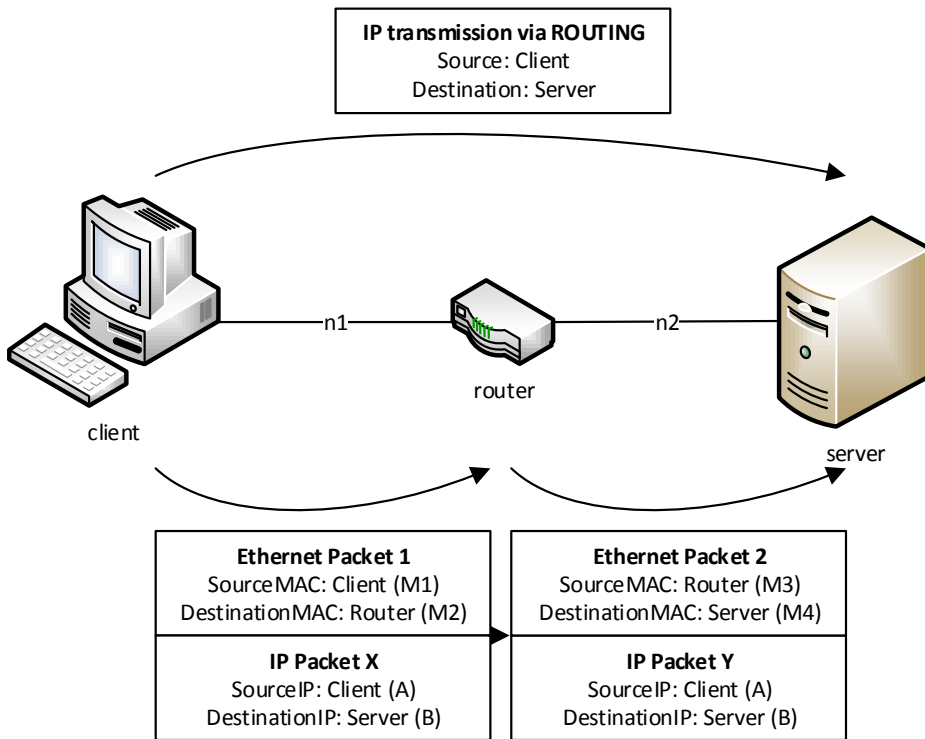 IP transmission via ROUTING
Source: Client
Destination: Server
n1
n2
router
client
server
Ethernet Packet 1
SourceMAC: Client (M1)
DestinationMAC: Router (M2)
IP Packet X
SourceIP: Client (A)
DestinationIP: Server (B)
Ethernet Packet 2
SourceMAC: Router (M3)
DestinationMAC: Server (M4)
IP Packet Y
SourceIP: Client (A)
DestinationIP: Server (B)